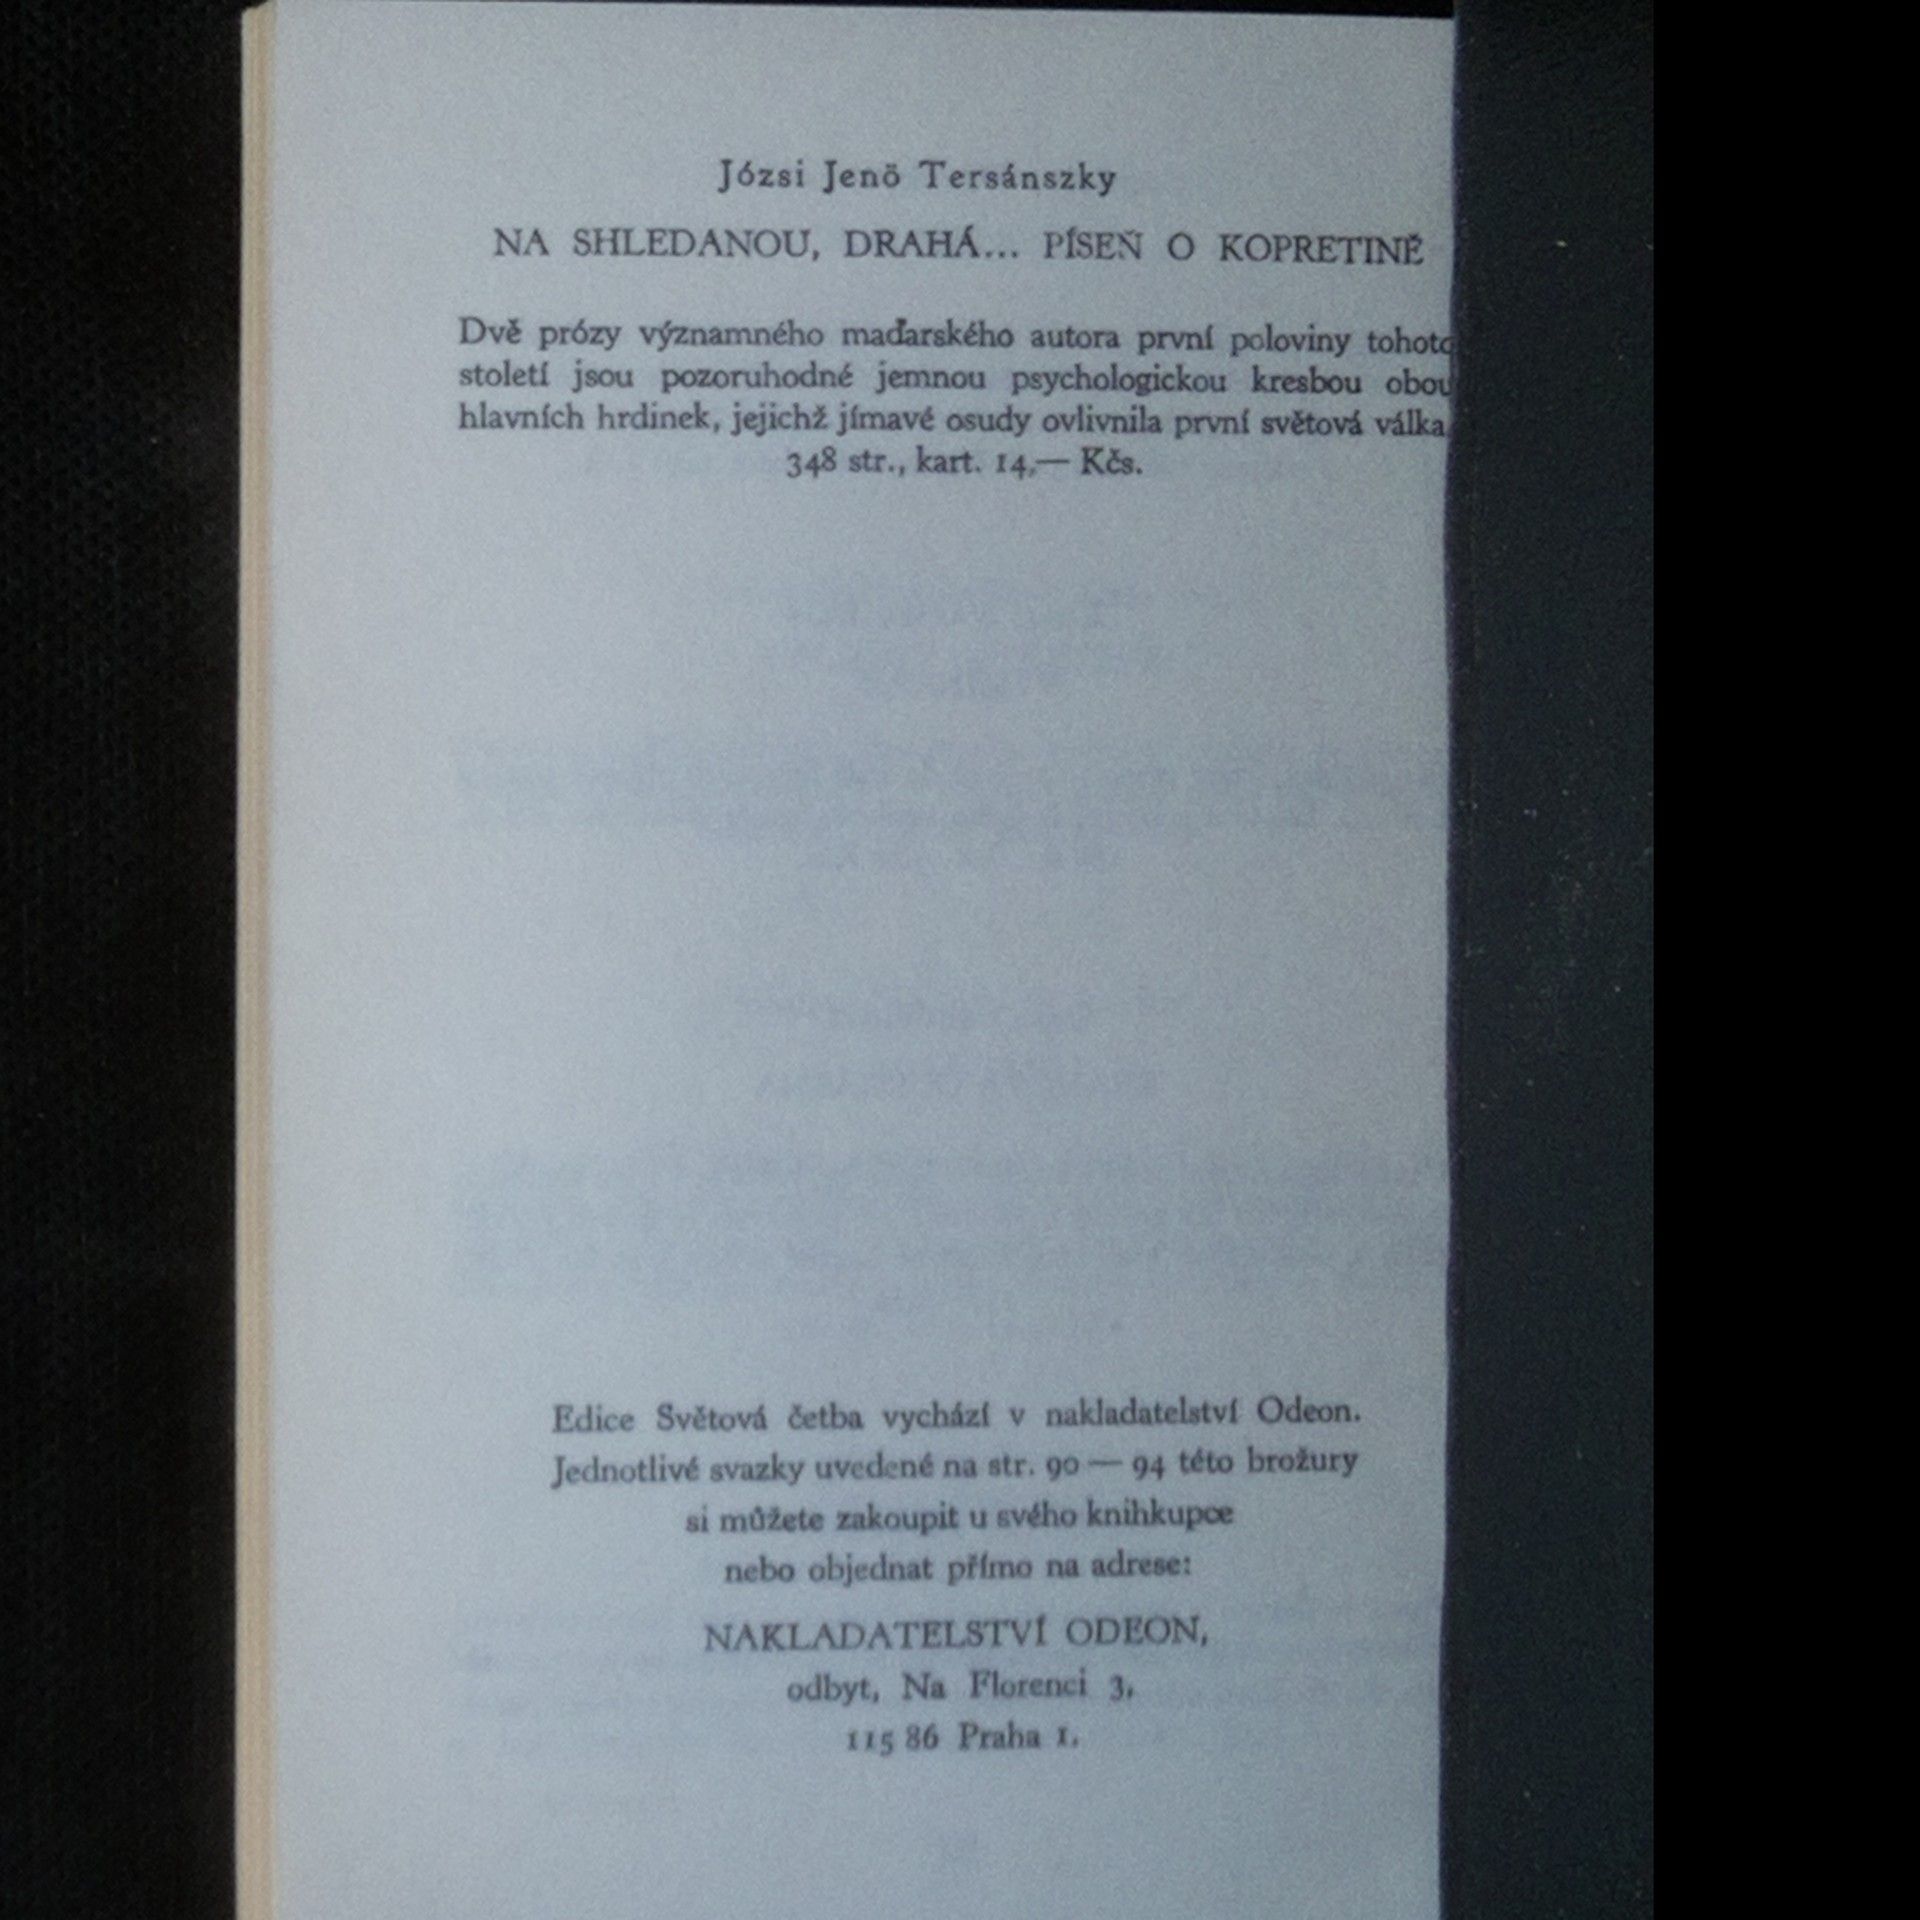 Józsi Jenö Tersánszky
NA SHLEDANOU, DRAHÁ... PÍSEŇ O KOPRETINĚ
Dvě prózy významného maďarského autora první poloviny tohoto
století jsou pozoruhodné jemnou psychologickou kresbou obou
hlavních hrdinek, jejichž jímavé osudy ovlivnila první světová válka
348 str., kart. 14,— Kčs.
Edice Světová četba vychází v nakladatelství Odeon.
Jednotlivé svazky uvedené na str. 90 — 94 této brožury
si můžete zakoupit u svého knihkupce
nebo objednat přímo na adrese:
NAKLADATELSTVÍ ODEON,
odbyt, Na Florenci 3,
115 86 Praha 1.